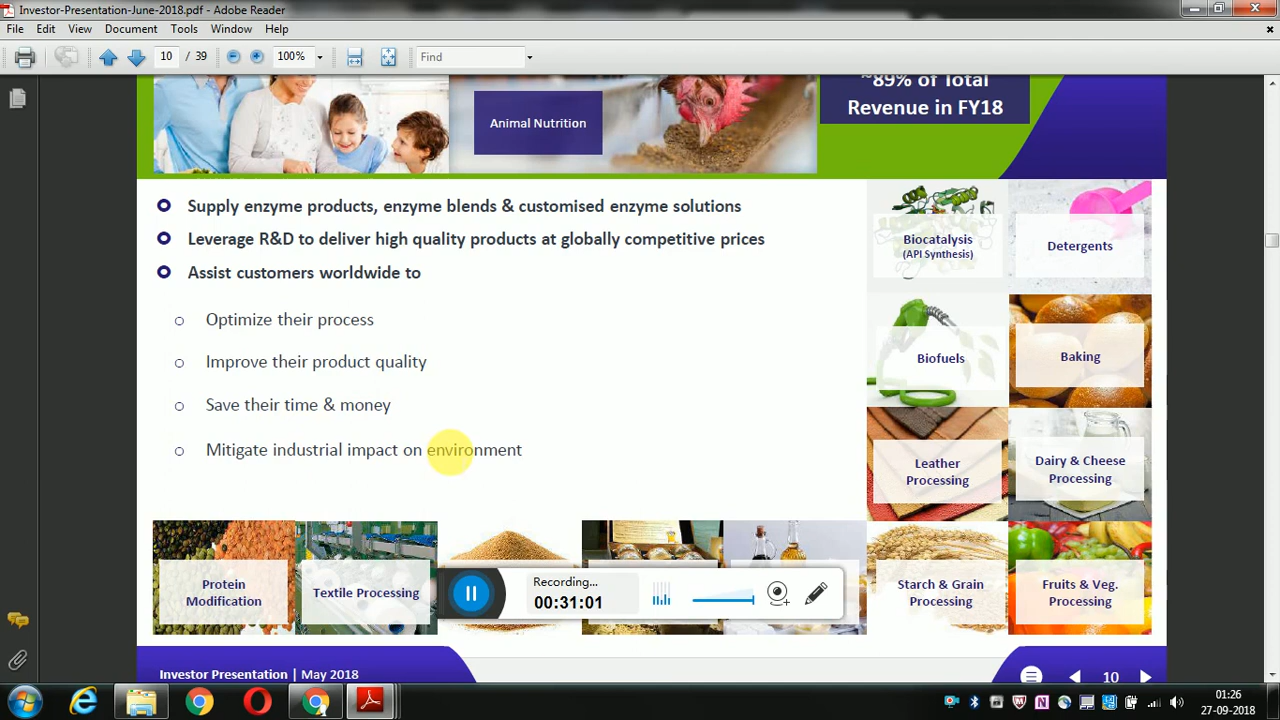 Investor-Presentation-June-2018.pdf - Adobe Reader
File Edit View Document Tools Window Help
10 / 39 100% Find
~89% of Total
Revenue in FY18
Animal Nutrition
Supply enzyme products, enzyme blends & customised enzyme solutions
Leverage R&D to deliver high quality products at globally competitive prices
Assist customers worldwide to
Optimize their process
Improve their product quality
Save their time & money
Mitigate industrial impact on environment
Biocatalysis
(API Synthesis)
Detergents
Biofuels
Baking
Leather
Processing
Dairy & Cheese
Processing
Protein
Modification
Textile Processing
Recording...
00:31:01
Starch & Grain
Processing
Fruits & Veg.
Processing
Investor Presentation | May 2018
10
01:26
27-09-2018